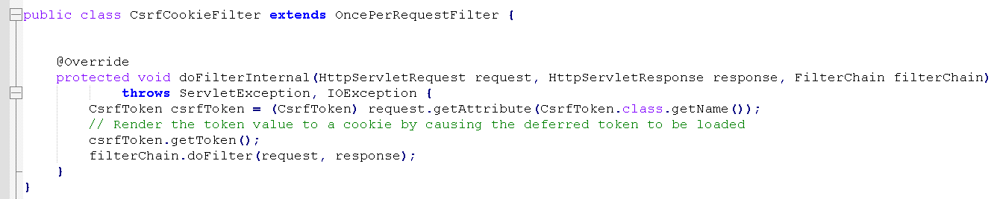 public class CsrfCookieFilter extends OncePerRequestFilter {
@Override
protected void doFilterInternal(HttpServletRequest request, HttpServletResponse response, FilterChain filterChain)
throws ServletException, IOException {
CsrfToken csrfToken = (CsrfToken) request.getAttribute(CsrfToken.class.getName());
// Render the token value to a cookie by causing the deferred token to be loaded
csrfToken.getToken();
filterChain.doFilter(request, response);
}
}